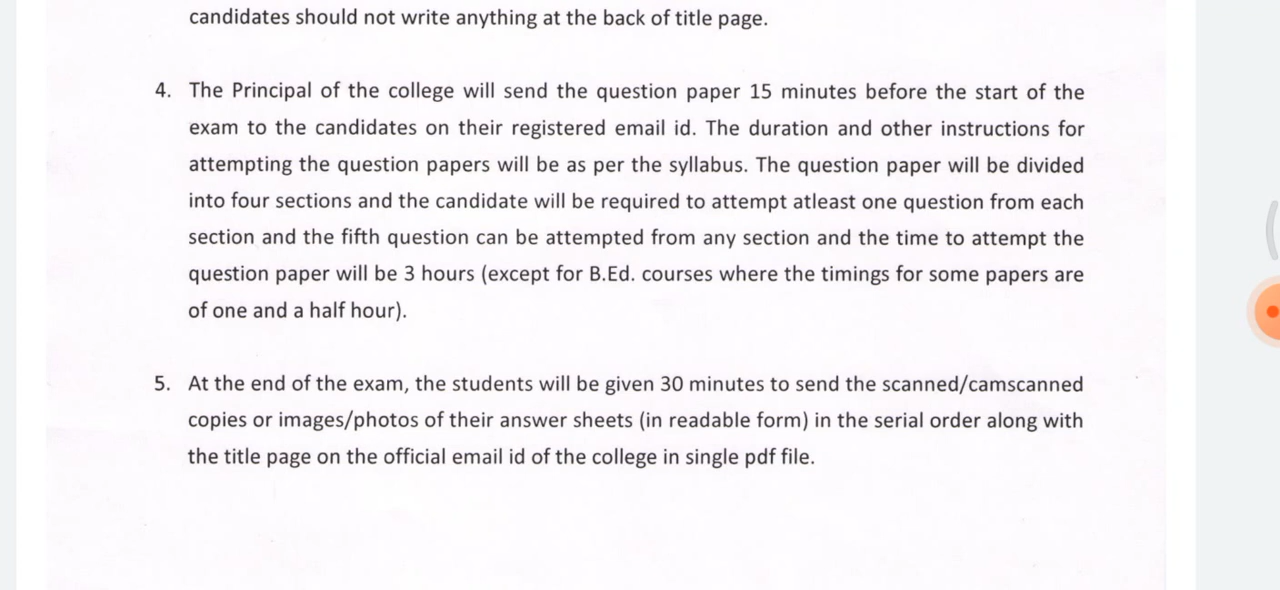 candidates should not write anything at the back of title page.
4. The Principal of the college will send the question paper 15 minutes before the start of the
exam to the candidates on their registered email id. The duration and other instructions for
attempting the question papers will be as per the syllabus. The question paper will be divided
into four sections and the candidate will be required to attempt atleast one question from each
section and the fifth question can be attempted from any section and the time to attempt the
question paper will be 3 hours (except for B.Ed. courses where the timings for some papers are
of one and a half hour).
5. At the end of the exam, the students will be given 30 minutes to send the scanned/camscanned
copies or images/photos of their answer sheets (in readable form) in the serial order along with
the title page on the official email id of the college in single pdf file.